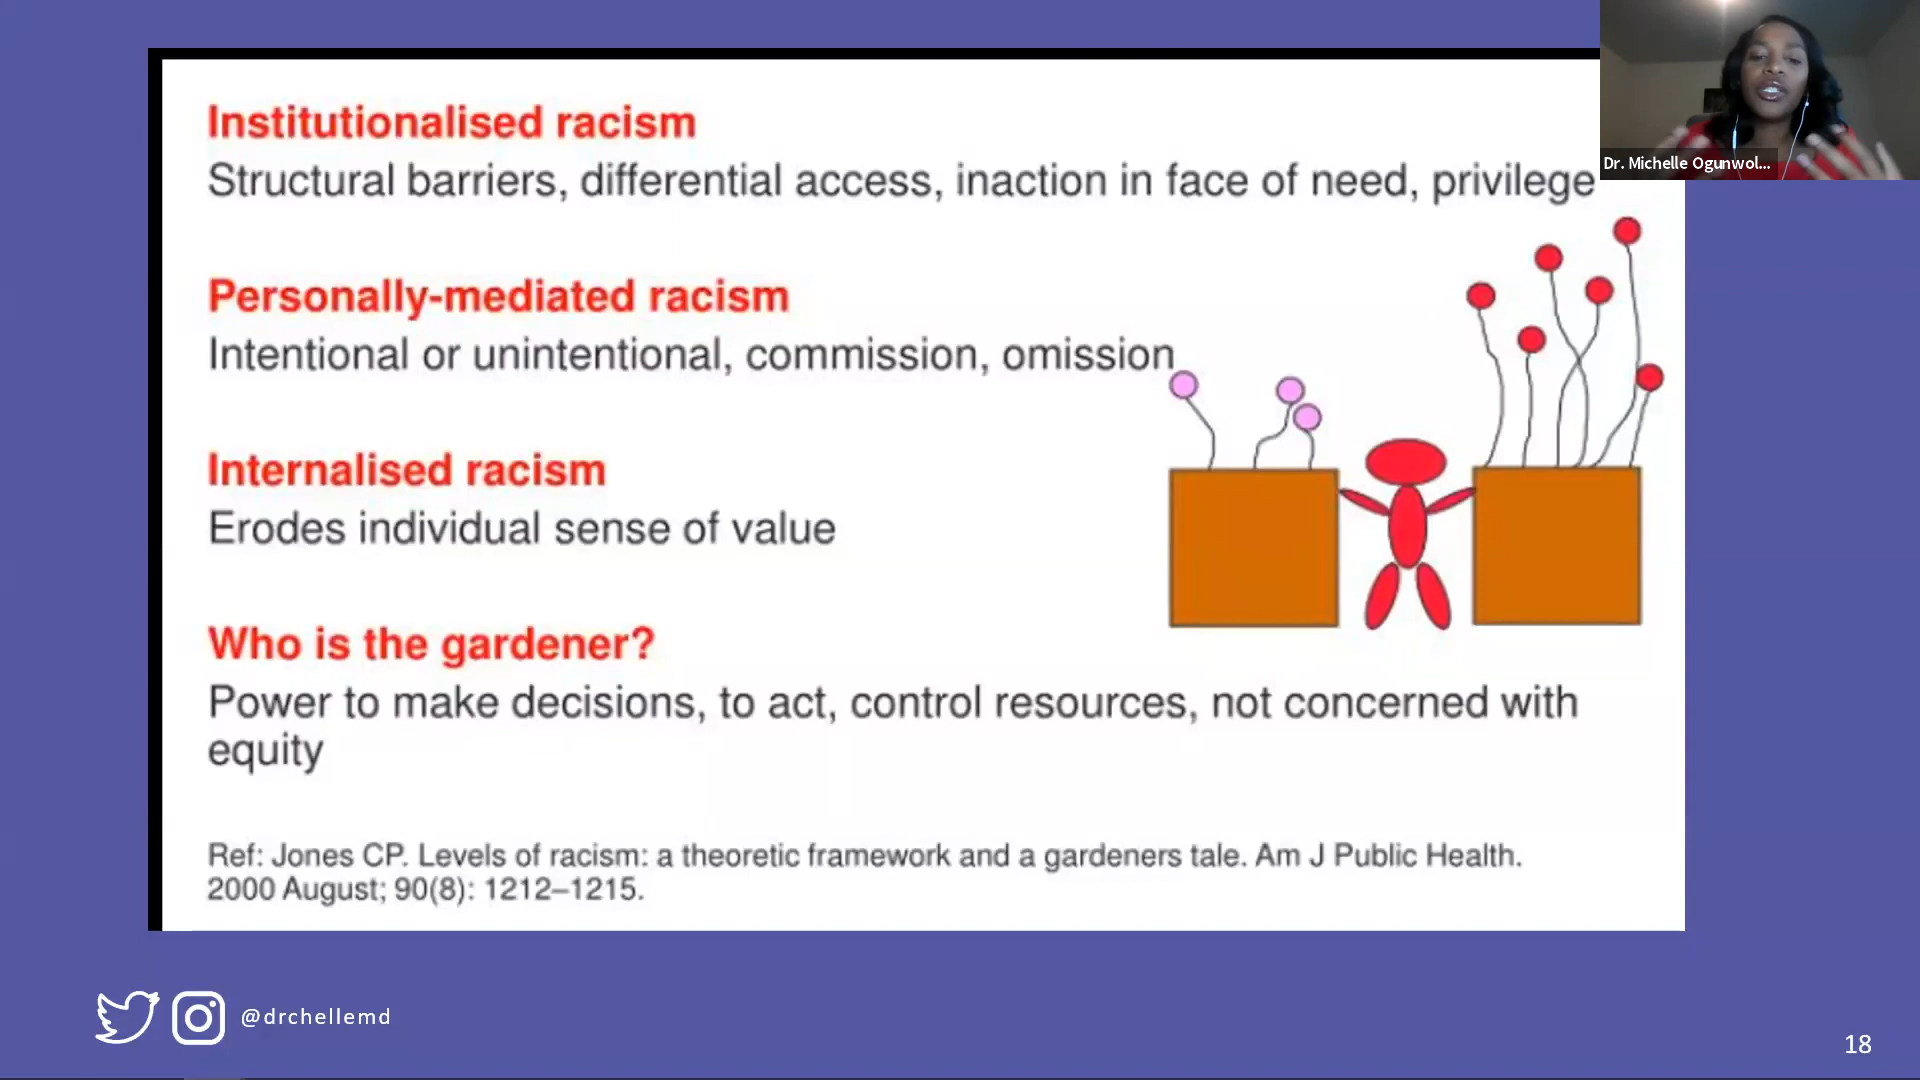 Institutionalised racism
Structural barriers, differential access, inaction in face of need, privilege
Personally-mediated racism
Intentional or unintentional, commission, omission
Internalised racism
Erodes individual sense of value
Who is the gardener?
Power to make decisions, to act, control resources, not concerned with
equity
Ref: Jones CP. Levels of racism: a theoretic framework and a gardeners tale. Am J Public Health.
2000 August; 90(8): 1212–1215.
Dr. Michelle Ogunwol...
@drchellemd
18